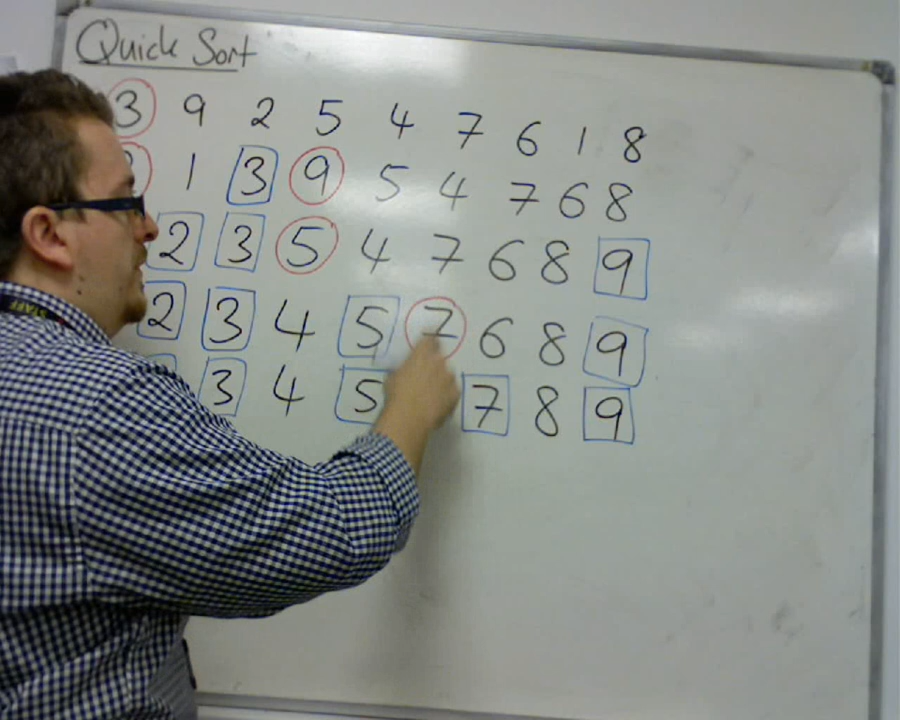 Quick Sort
3 9 2 5 4 7 6 1 8
1 3 9 5 4 7 6 8
2 3 5 4 7 6 8 9
2 3 4 5 7 6 8 9
3 4 5 7 8 9
STAFF